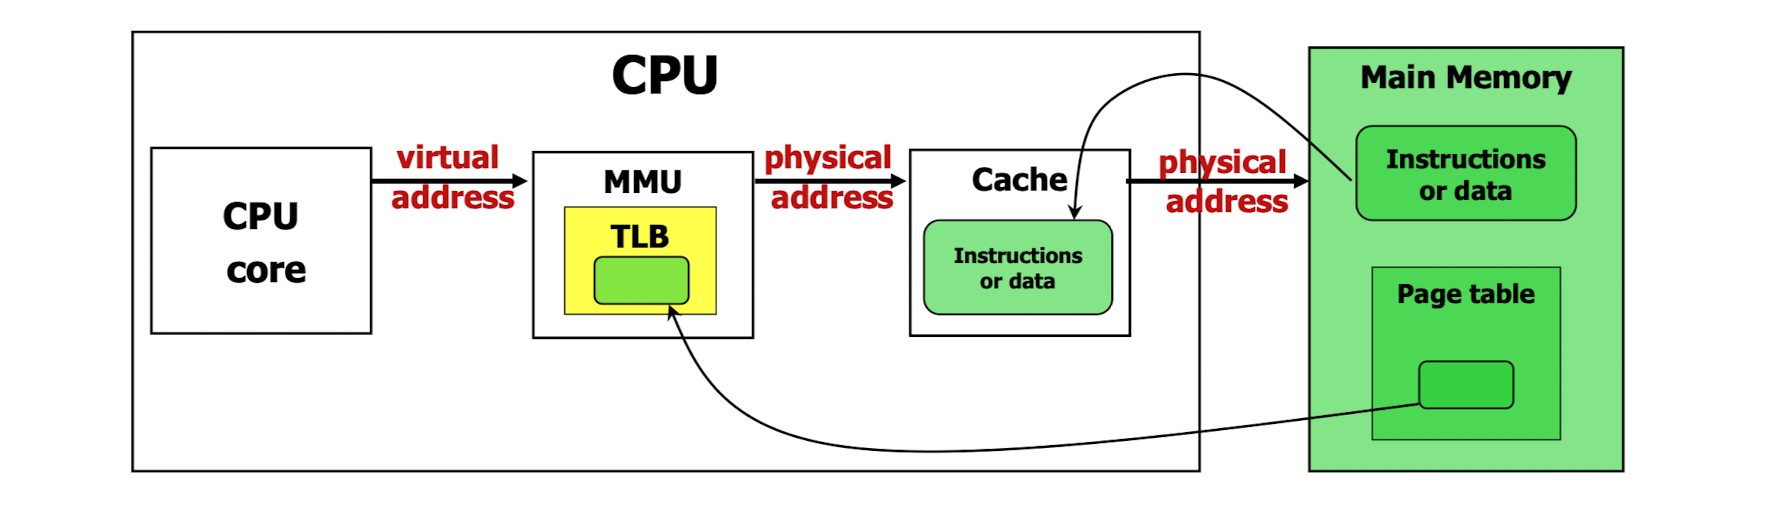 CPU
CPU
core
virtual
address
MMU
TLB
physical
address
Cache
Instructions
or data
physical
address
Main Memory
Instructions
or data
Page table